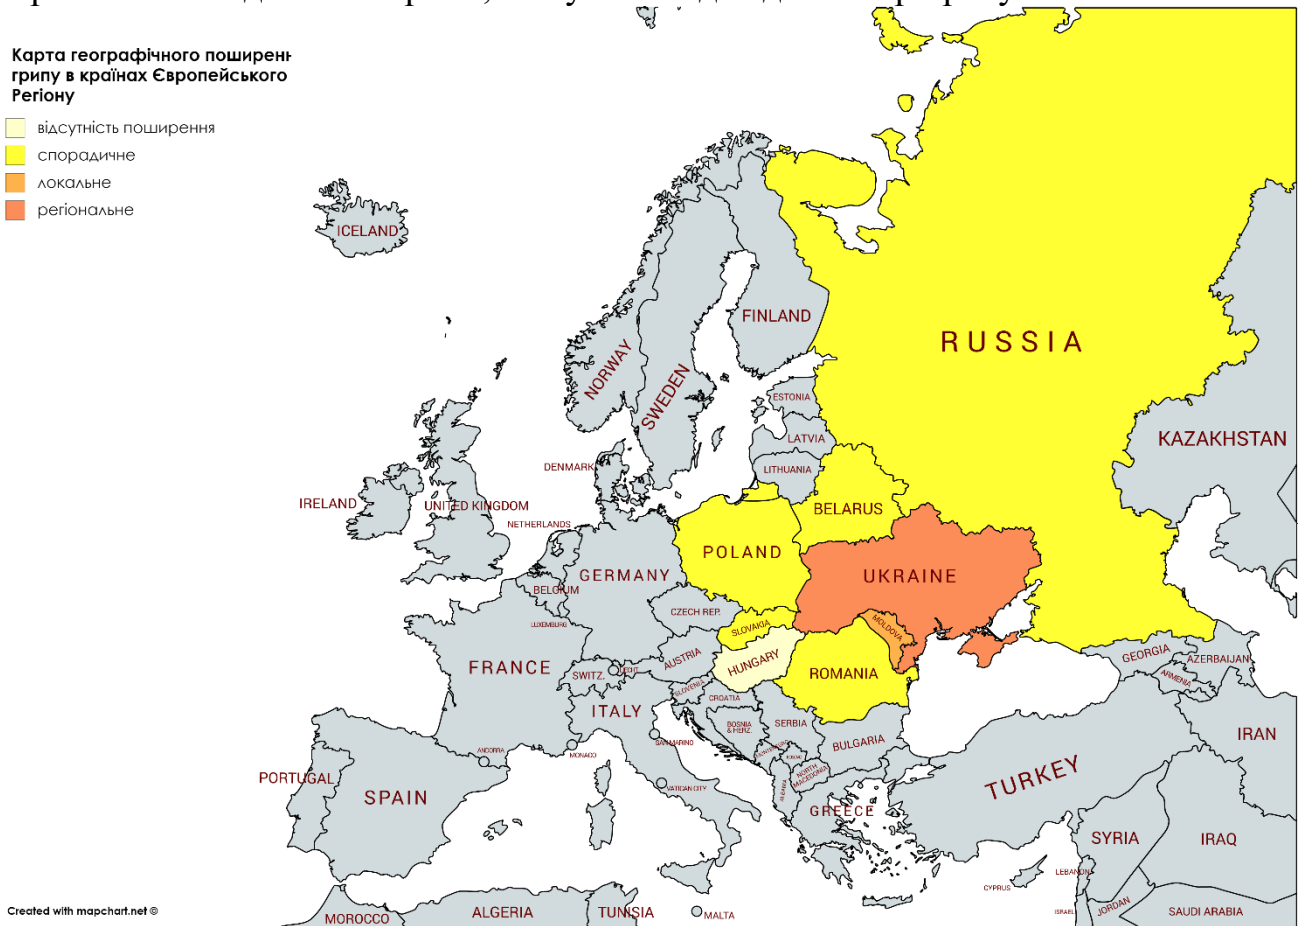 Карта географічного поширенн
грипу в країнах Європейського
Регіону
відсутність поширення
спорадичне
локальне
регіональне
ICELAND
FINLAND
RUSSIA
NORWAY
SWEDEN
ESTONIA
LATVIA
LITHUANIA
KAZAKHSTAN
DENMARK
IRELAND
UNITED KINGDOM
NETHERLANDS
BELARUS
POLAND
GERMANY
UKRAINE
BELGIUM
CZECH REP.
LUXEMBURG
SLOVAKIA
MOLDOVA
FRANCE
SWITZ.
LECHT.
AUSTRIA
HUNGARY
ROMANIA
GEORGIA
AZERBAIJAN
ARMENIA
SLOVENIA
CROATIA
ITALY
BOSNIA
& HERZ.
SERBIA
SAN MARINO
BULGARIA
IRAN
ANDORRA
MONACO
NORTH
MACEDONIA
PORTUGAL
SPAIN
VATICAN CITY
GREECE
TURKEY
SYRIA
IRAQ
LEBANON
CYPRUS
ISRAEL
JORDAN
SAUDI ARABIA
MOROCCO
ALGERIA
TUNISIA
MALTA
Created with mapchart.net ©